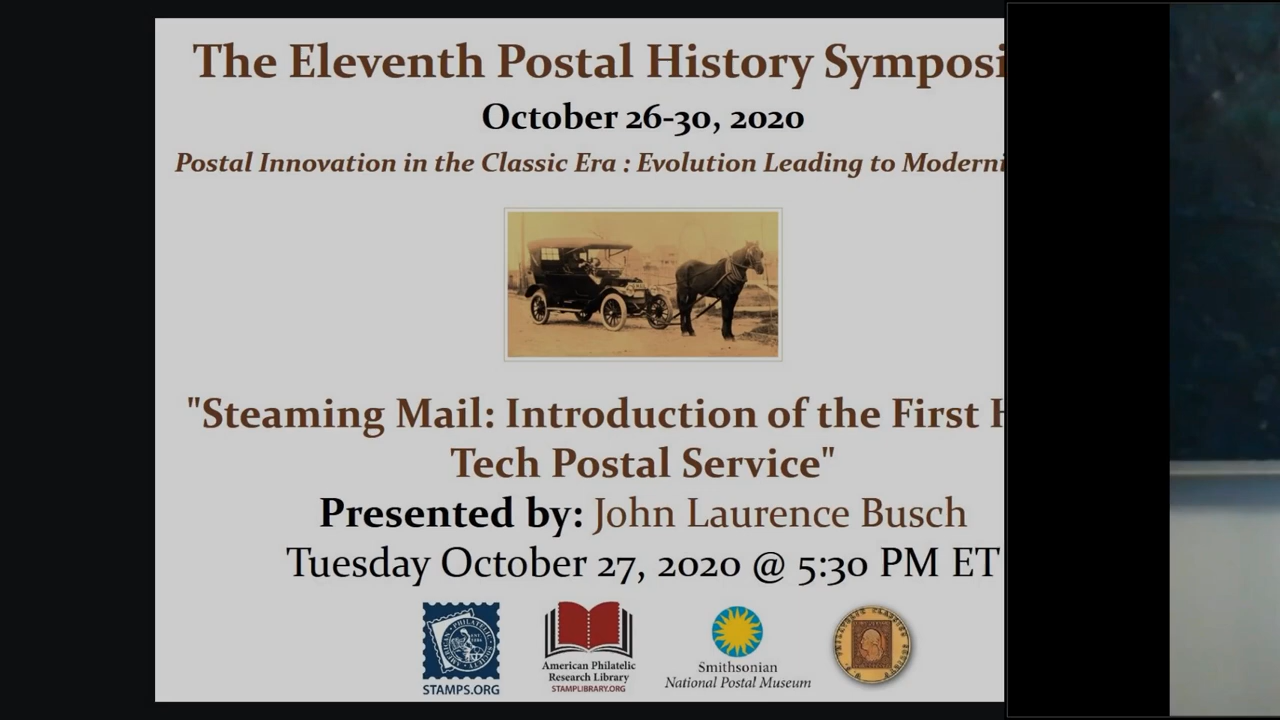 The Eleventh Postal History Symposi
October 26-30, 2020
Postal Innovation in the Classic Era : Evolution Leading to Moderni
"Steaming Mail: Introduction of the First H
Tech Postal Service"
Presented by: John Laurence Busch
Tuesday October 27, 2020 @ 5:30 PM ET
STAMPS.ORG
American Philatelic
Research Library
STAMPLIBRARY.ORG
Smithsonian
National Postal Museum